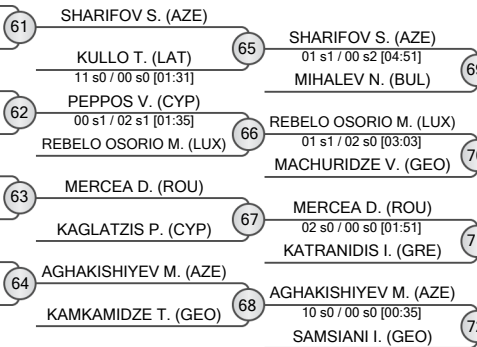 61
SHARIFOV S. (AZE)
KULLO T. (LAT)
65
11 s0 / 00 s0 [01:31]
62
PEPPOS V. (CYP)
00 s1 / 02 s1 [01:35]
REBELO OSORIO M. (LUX)
66
63
MERCEA D. (ROU)
KAGLATZIS P. (CYP)
67
64
AGHAKISHIYEV M. (AZE)
KAMKAMIDZE T. (GEO)
68
SHARIFOV S. (AZE)
01 s1 / 00 s2 [04:51]
MIHALEV N. (BUL)
REBELO OSORIO M. (LUX)
01 s1 / 02 s0 [03:03]
MACHURIDZE V. (GEO)
MERCEA D. (ROU)
02 s0 / 00 s0 [01:51]
KATRANIDIS I. (GRE)
AGHAKISHIYEV M. (AZE)
10 s0 / 00 s0 [00:35]
SAMSIANI I. (GEO)